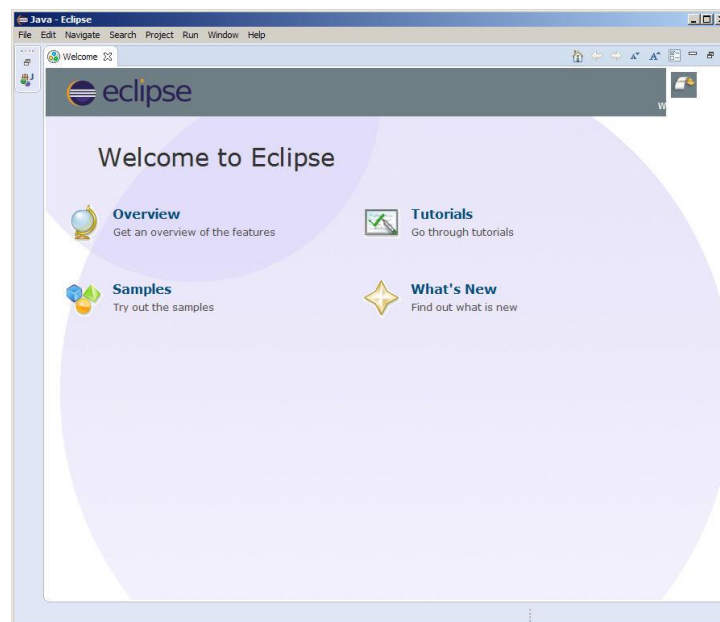 Java - Eclipse
File Edit Navigate Search Project Run Window Help
Welcome
eclipse
W
Welcome to Eclipse
Overview
Get an overview of the features
Tutorials
Go through tutorials
Samples
Try out the samples
What's New
Find out what is new